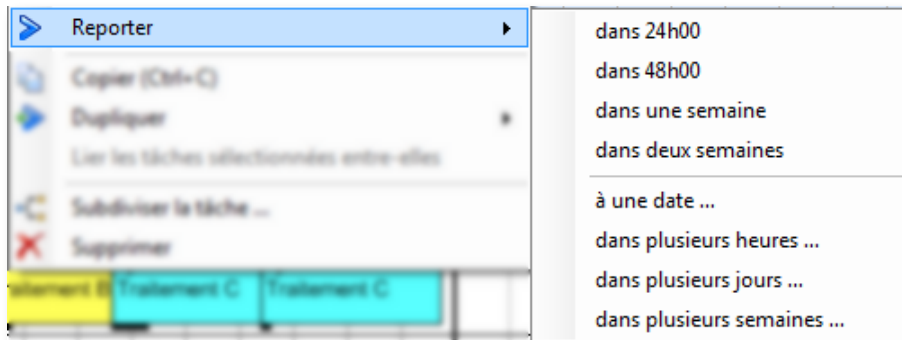 Reporter
Copier (Ctrl+C)
Dupliquer
Lier les tâches sélectionnées entre-elles
Subdiviser la tâche ...
Supprimer
Traitement C
Traitement C
dans 24h00
dans 48h00
dans une semaine
dans deux semaines
à une date ...
dans plusieurs heures ...
dans plusieurs jours ...
dans plusieurs semaines ...